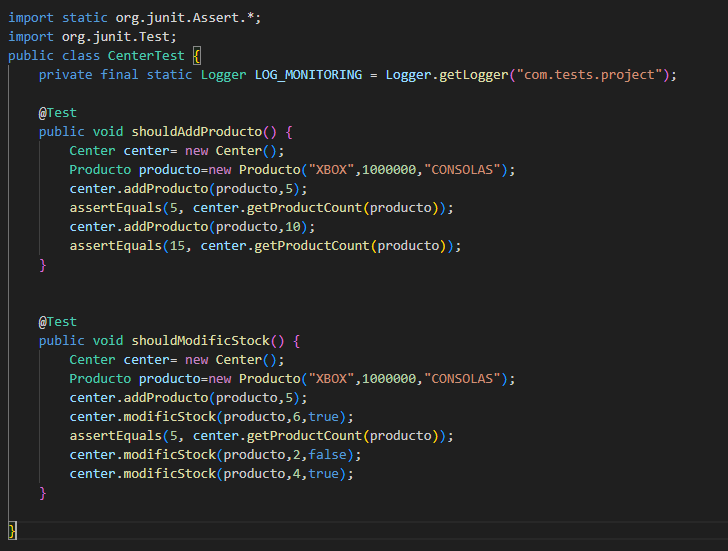 import static org.junit.Assert.*;
import org.junit.Test;
public class CenterTest {
    private final static Logger LOG_MONITORING = Logger.getLogger("com.tests.project");
    @Test
    public void shouldAddProducto() {
        Center center= new Center();
        Producto producto=new Producto("XBOX",1000000,"CONSOLAS");
        center.addProducto(producto,5);
        assertEquals(5, center.getProductCount(producto));
        center.addProducto(producto,10);
        assertEquals(15, center.getProductCount(producto));
    }
    @Test
    public void shouldModificStock() {
        Center center= new Center();
        Producto producto=new Producto("XBOX",1000000,"CONSOLAS");
        center.addProducto(producto,5);
        center.modificStock(producto,6,true);
        assertEquals(5, center.getProductCount(producto));
        center.modificStock(producto,2,false);
        center.modificStock(producto,4,true);
    }
}